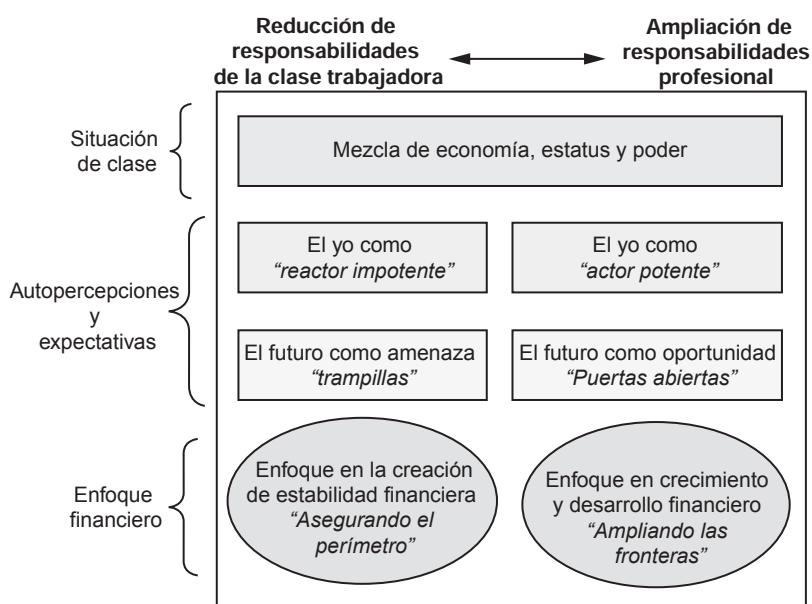 Reducción de
responsabilidades
de la clase trabajadora
Ampliación de
responsabilidades
profesional
Situación
de clase
Mezcla de economía, estatus y poder
Autopercepciones
y
expectativas
El yo como
“reactor impotente”
El yo como
“actor potente”
El futuro como amenaza
“trampillas”
El futuro como oportunidad
“Puertas abiertas”
Enfoque
financiero
Enfoque en la creación
de estabilidad financiera
“Asegurando el
perímetro”
Enfoque en crecimiento
y desarrollo financiero
“Ampliando las
fronteras”